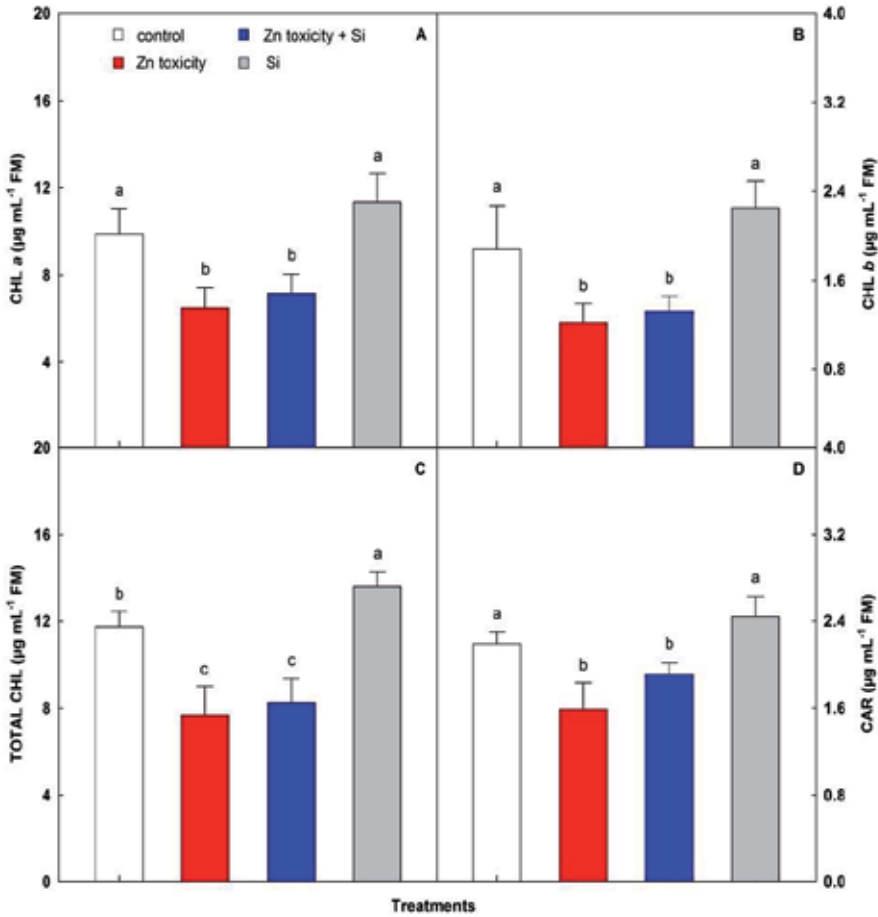 20
16
12
8
4
20
CHL a (µg mL-1 FM)
control
Zn toxicity
Zn toxicity + Si
Si
A
a
b
b
a
B
a
b
b
a
4.0
3.2
2.4
1.6
0.8
4.0
CHL b (µg mL-1 FM)
16
12
8
4
0
TOTAL CHL (µg mL-1 FM)
C
b
c
c
a
D
a
b
b
a
3.2
2.4
1.6
0.8
0.0
CAR (µg mL-1 FM)
Treatments